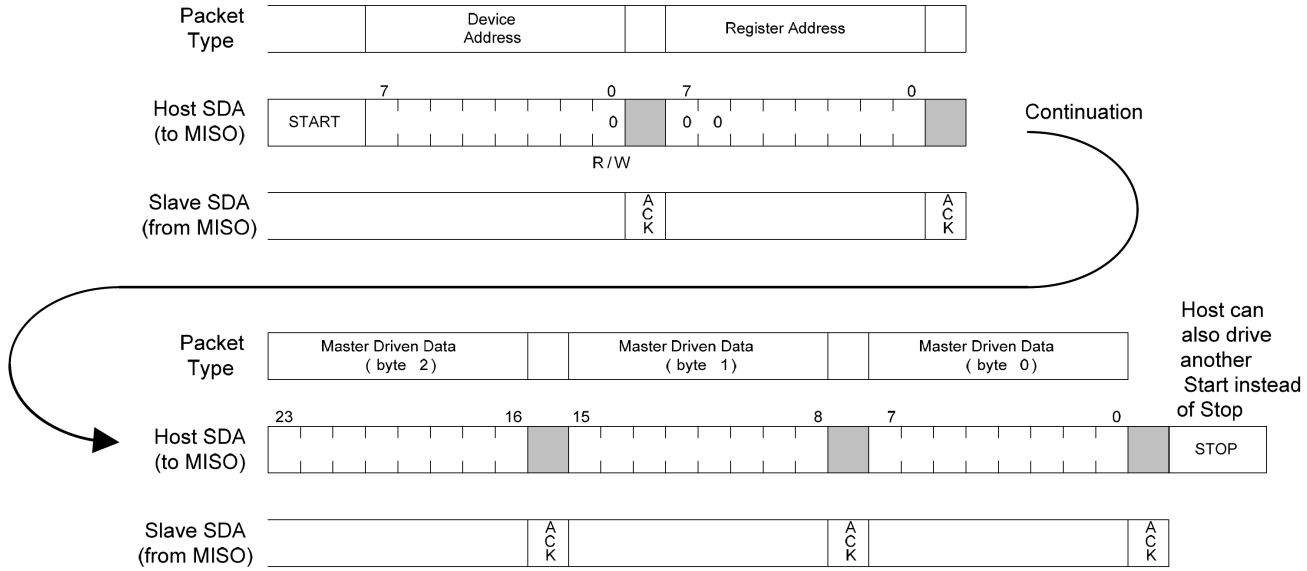 Packet
Type
Device
Address
Register Address
7 0 7 0
Host SDA
(to MISO)
START
0 0 0
R / W
Continuation
Slave SDA
(from MISO)
A
C
K
A
C
K
Host can
also drive
another
Start instead
of Stop
Packet
Type
Master Driven Data
( byte 2 )
Master Driven Data
( byte 1 )
Master Driven Data
( byte 0 )
23 16 15 8 7 0
Host SDA
(to MISO)
STOP
Slave SDA
(from MISO)
A
C
K
A
C
K
A
C
K